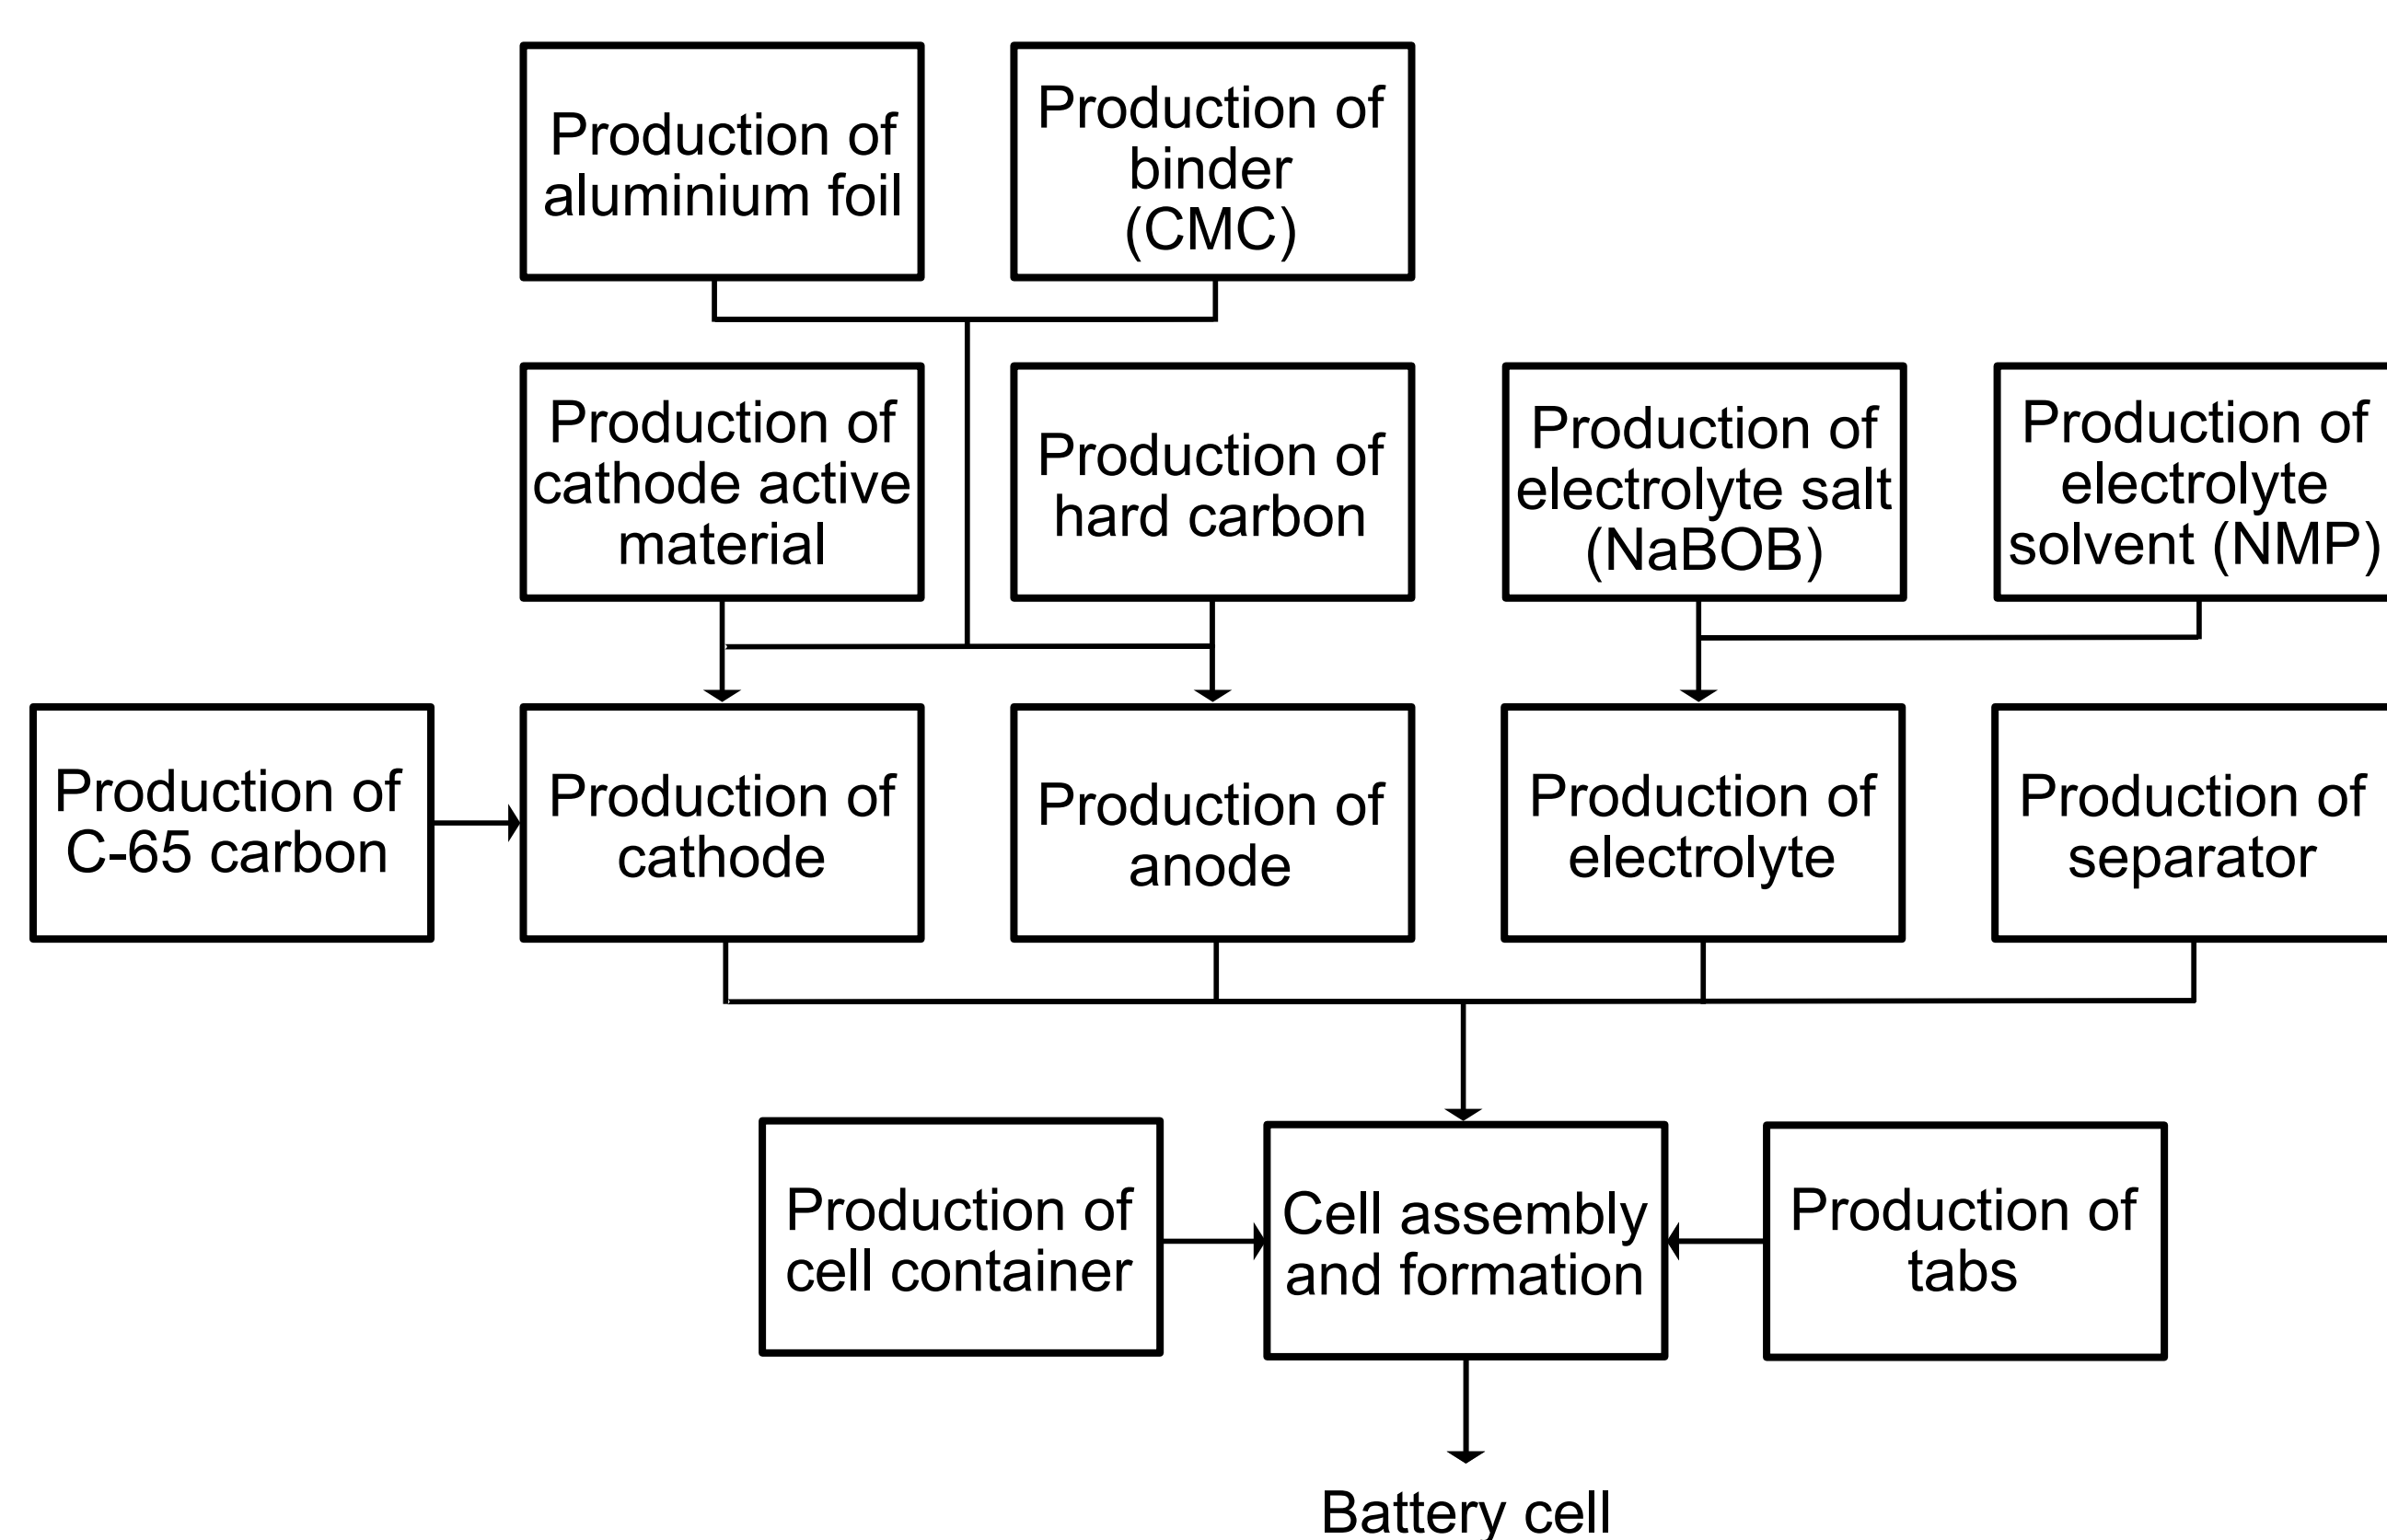 Production of
aluminium foil
Production of
binder
(CMC)
Production of
cathode active
material
Production of
hard carbon
Production of
electrolyte salt
(NaBOB)
Production of
electrolyte
solvent (NMP)
Production of
C-65 carbon
Production of
cathode
Production of
anode
Production of
electrolyte
Production of
separator
Production of
cell container
Cell assembly
and formation
Production of
tabs
Battery cell